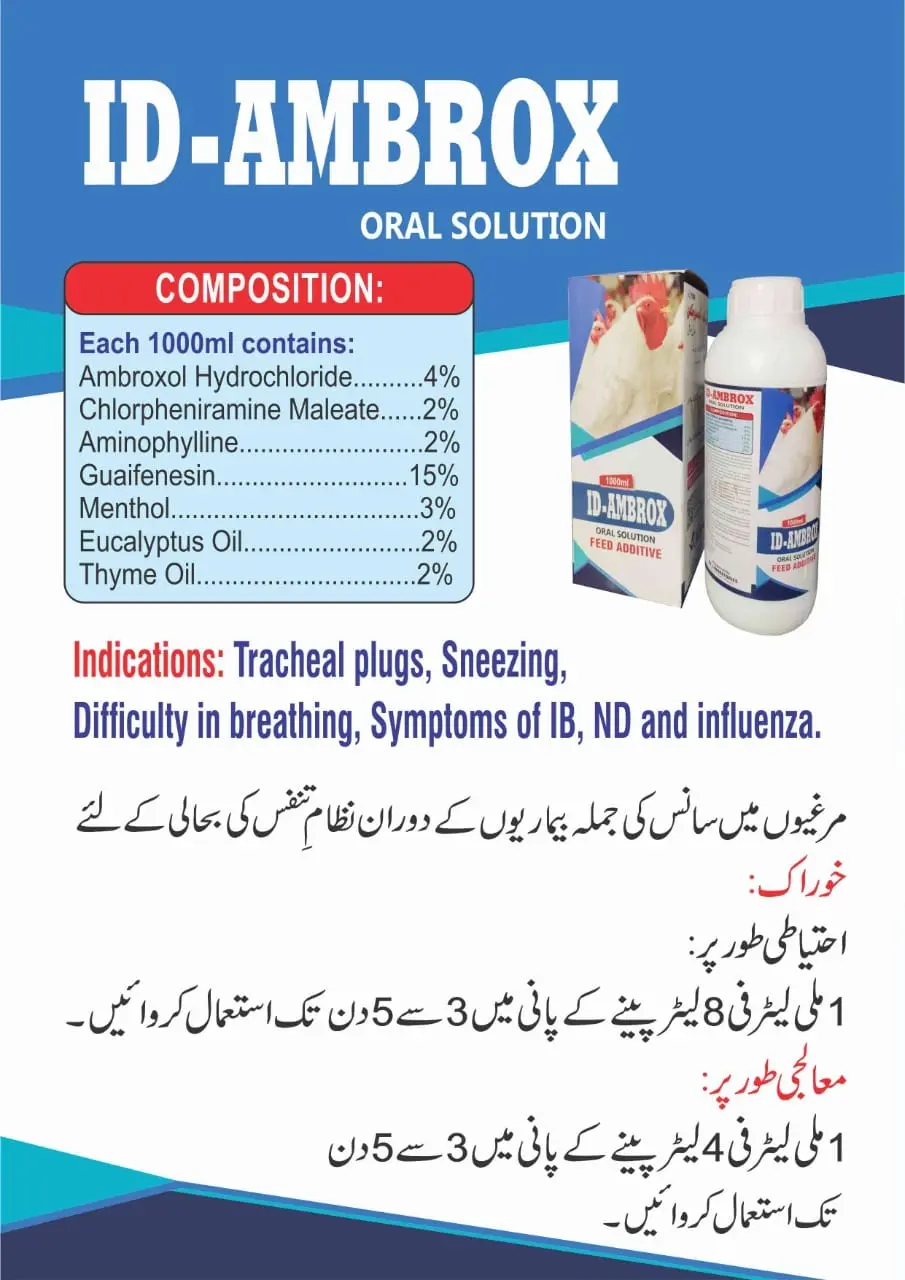 ID-AMBROX
ORAL SOLUTION
COMPOSITION:
Each 1000ml contains:
Ambroxol Hydrochloride..........4%
Chlorpheniramine Maleate......2%
Aminophylline..........................2%
Guaifenesin...........................15%
Menthol...................................3%
Eucalyptus Oil.........................2%
Thyme Oil...............................2%
1000ml
ID-AMBROX
ORAL SOLUTION
FEED ADDITIVE
ID-AMBROX
ORAL SOLUTION
COMPOSITION:
1000ml
ID-AMBROX
ORAL SOLUTION
FEED ADDITIVE
Indications: Tracheal plugs, Sneezing,
Difficulty in breathing, Symptoms of IB, ND and influenza.
مرغیوں میں سانس کی جملہ بیماریوں کے دوران نظامِ تنفس کی بحالی کے لئے
خوراک:
احتیاطی طور پر:
1 ملی لیٹر فی 8 لیٹر پینے کے پانی میں 3 سے 5 دن تک استعمال کروائیں۔
معالجی طور پر:
1 ملی لیٹر فی 4 لیٹر پینے کے پانی میں 3 سے 5 دن
تک استعمال کروائیں۔